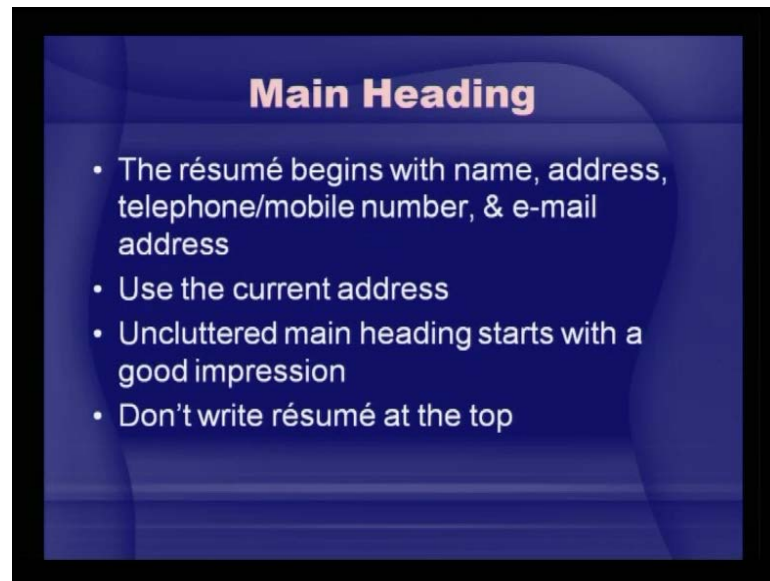 Main Heading
• The résumé begins with name, address,
telephone/mobile number, & e-mail
address
• Use the current address
• Uncluttered main heading starts with a
good impression
• Don't write résumé at the top